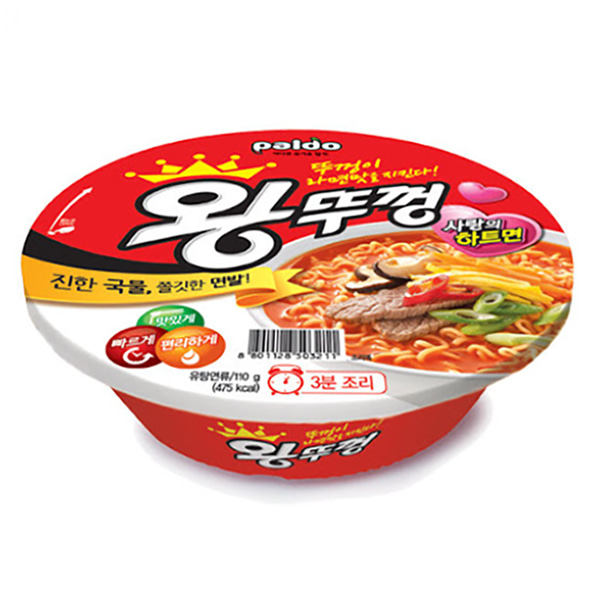 paldo
뚜껑이
라면맛을 지킨다!
왕뚜껑
사랑의
하트면
진한 국물, 쫄깃한 면발!
맛있게
빠르게
편리하게
8 801128 503211
유탕면류/110 g
(475 kcal)
3분 조리
뚜껑이
라면맛을 지킨다!
왕뚜껑